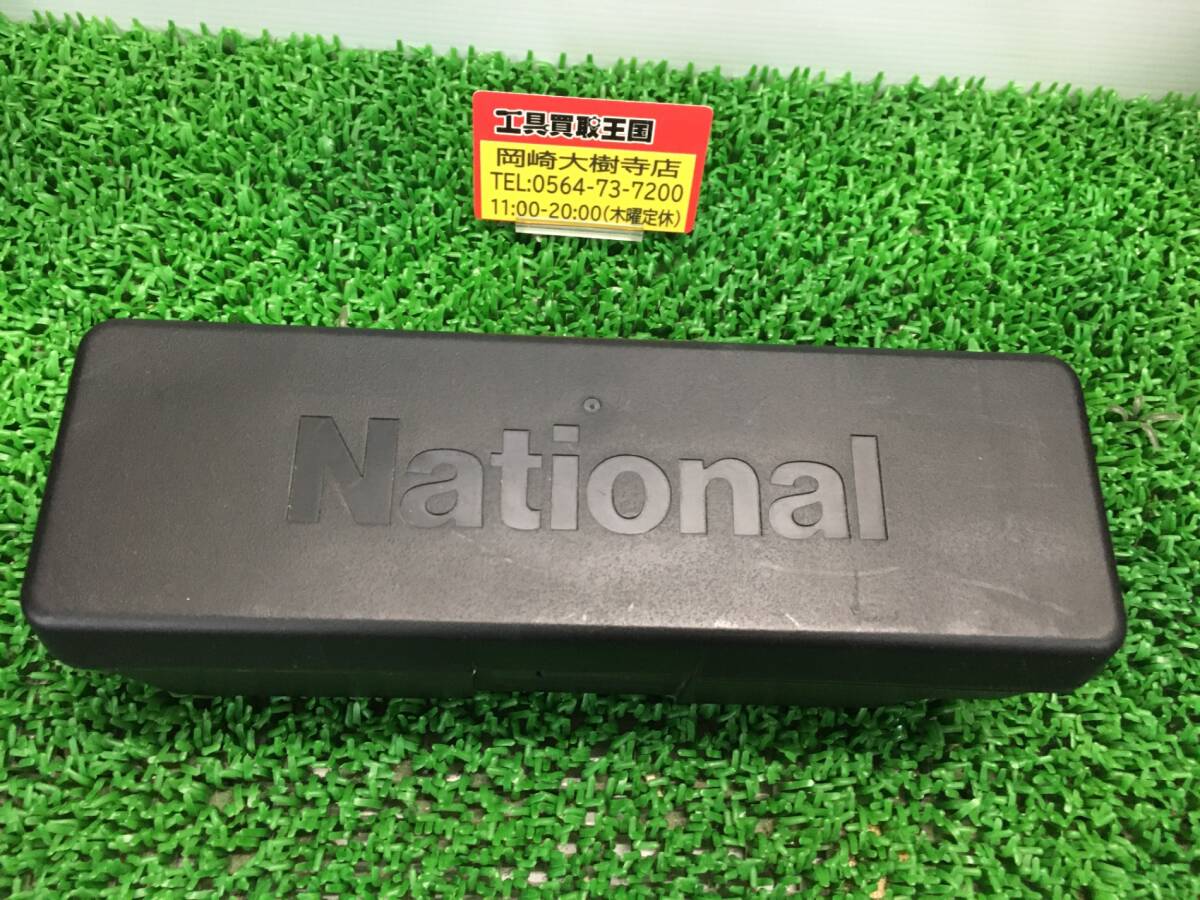 工具買取王国
岡崎大樹寺店
TEL:0564-73-7200
11:00-20:00(木曜定休)
National